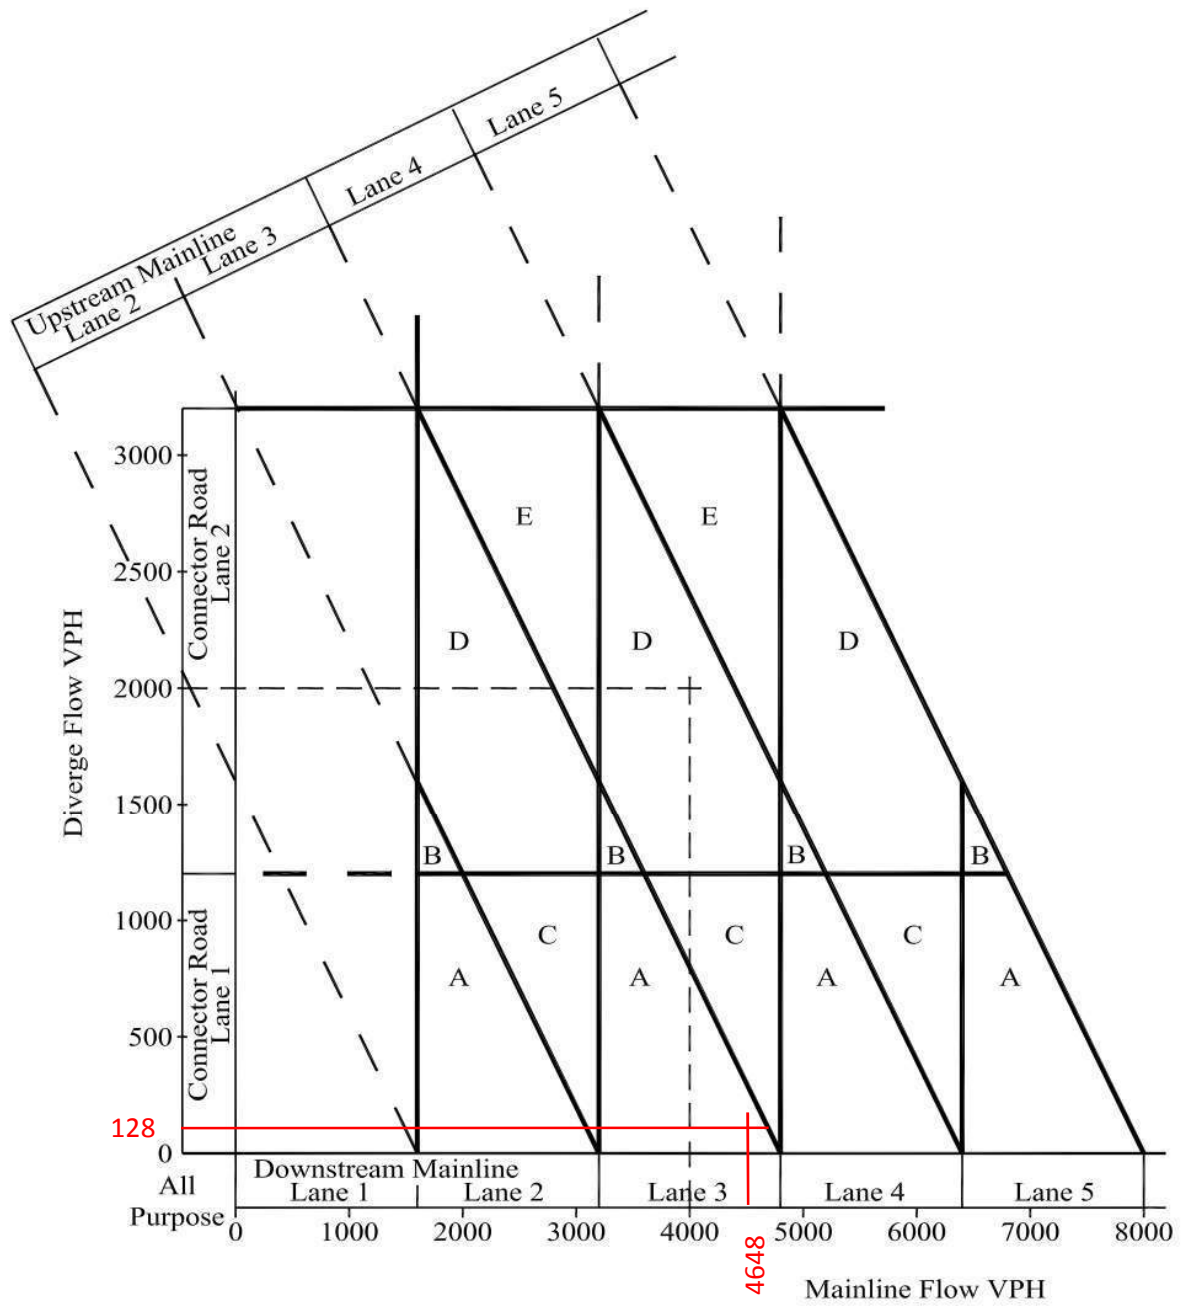 Lane 5
Lane 4
Upstream Mainline
Lane 3
Lane 2
3000
2500
2000
1500
1000
500
0
Diverge Flow VPH
Connector Road
Lane 2
Connector Road
Lane 1
E
E
D
D
D
B
B
B
B
C
C
C
A
A
A
A
128
Downstream Mainline
All
Purpose
Lane 1
Lane 2
Lane 3
Lane 4
Lane 5
0
1000
2000
3000
4000
5000
6000
7000
8000
4648
Mainline Flow VPH